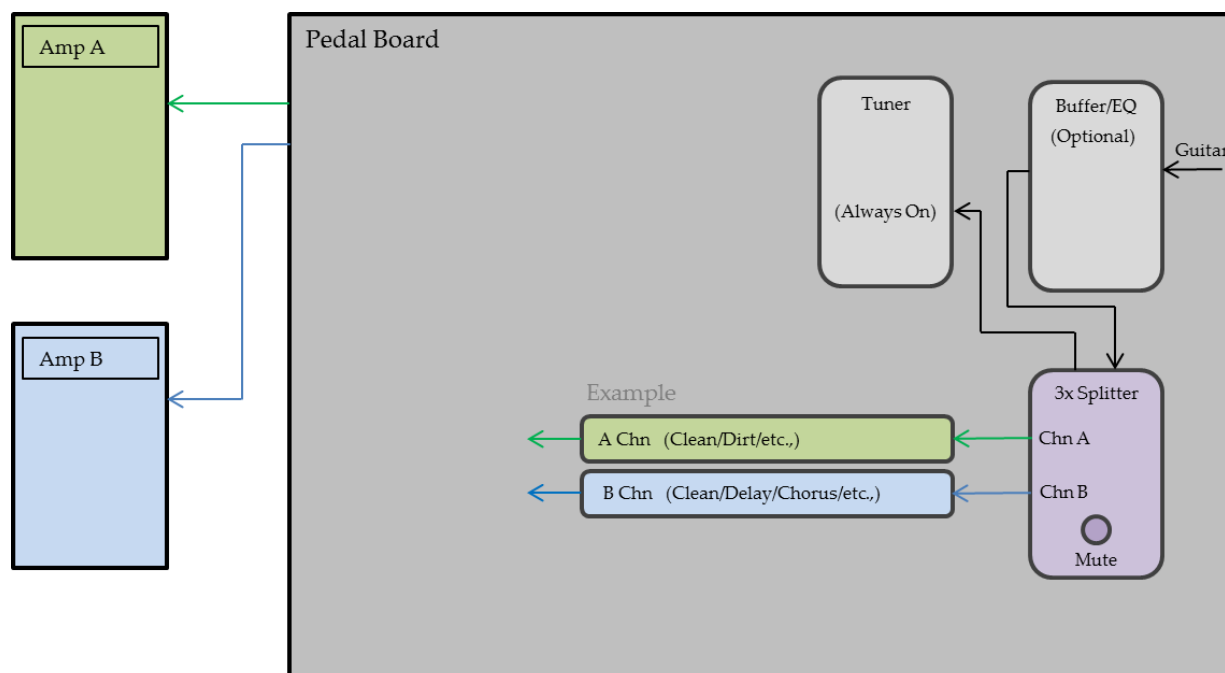 Amp A
Pedal Board
Tuner
Buffer/EQ
(Optional)
Guitar
(Always On)
Amp B
Example
3x Splitter
A Chn (Clean/Dirt/etc.,)
Chn A
B Chn (Clean/Delay/Chorus/etc.,)
Chn B
Mute